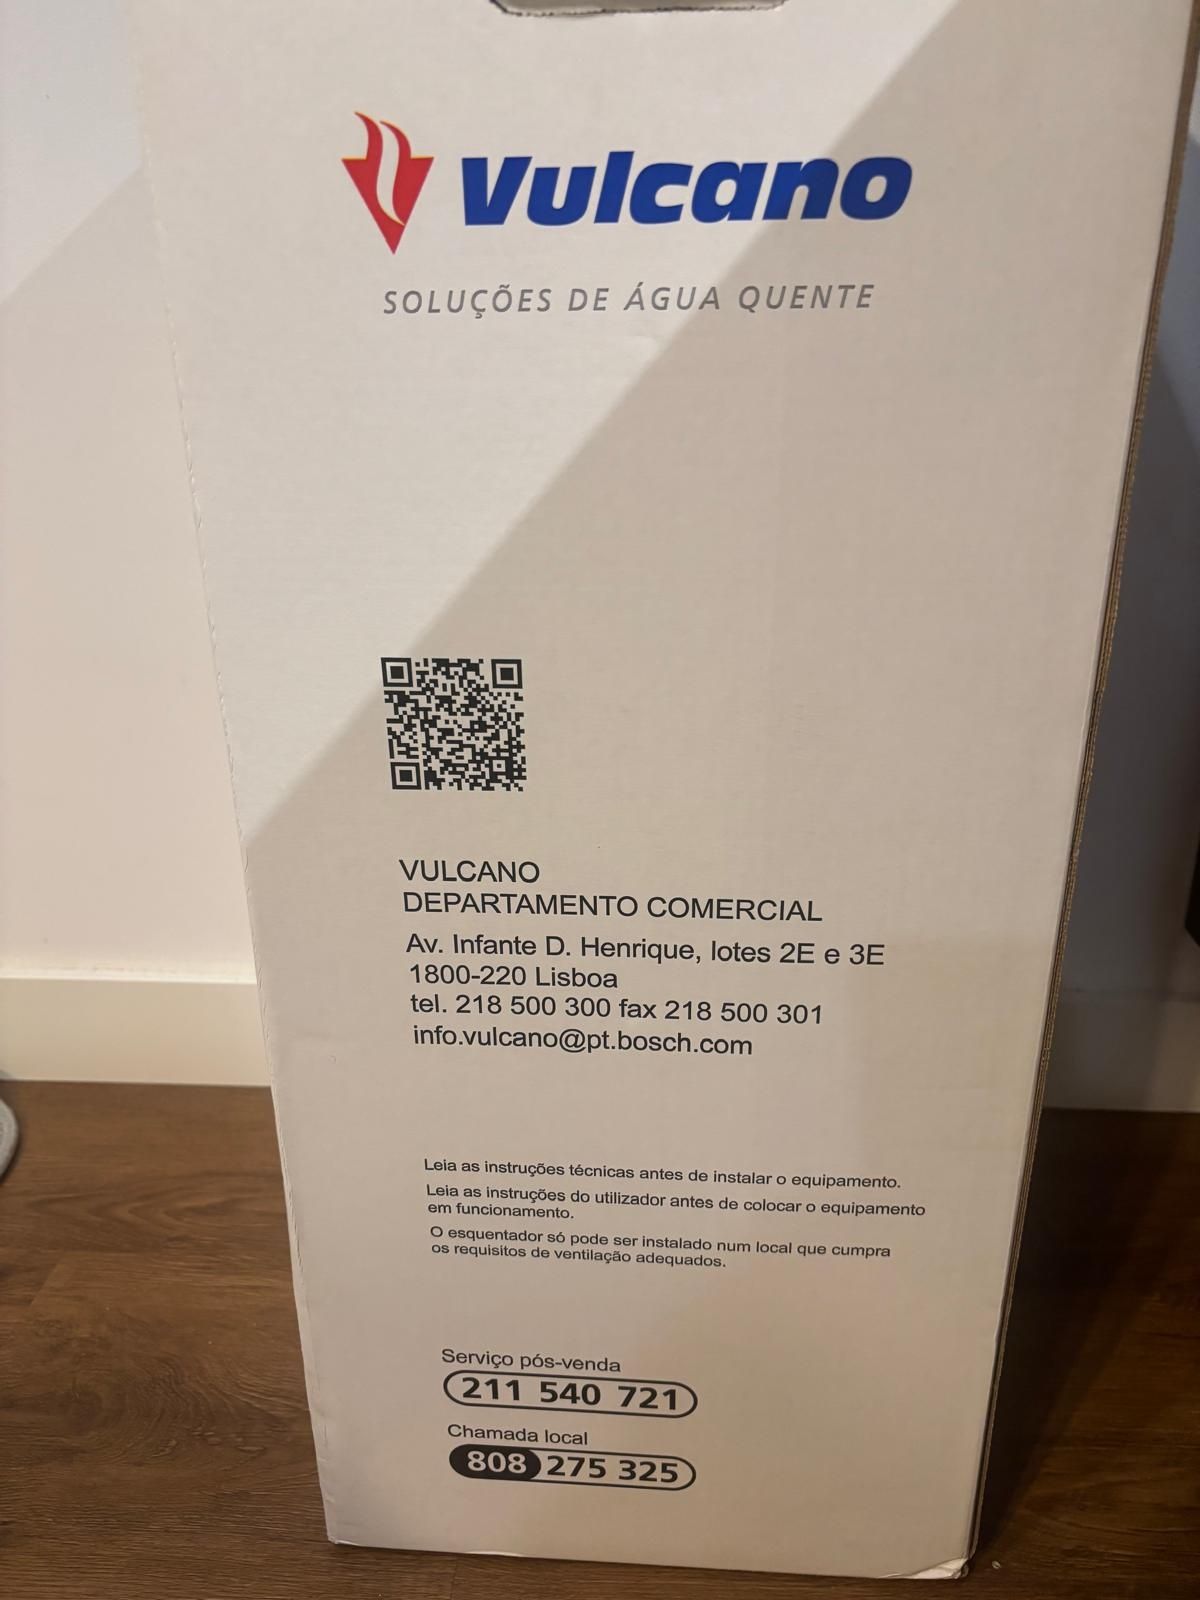 Vulcano
SOLUÇÕES DE ÁGUA QUENTE
VULCANO
DEPARTAMENTO COMERCIAL
Av. Infante D. Henrique, lotes 2E e 3E
1800-220 Lisboa
tel. 218 500 300 fax 218 500 301
info.vulcano@pt.bosch.com
Leia as instruções técnicas antes de instalar o equipamento.
Leia as instruções do utilizador antes de colocar o equipamento
em funcionamento.
O esquentador só pode ser instalado num local que cumpra
os requisitos de ventilação adequados.
Serviço pós-venda
211 540 721
Chamada local
808 275 325